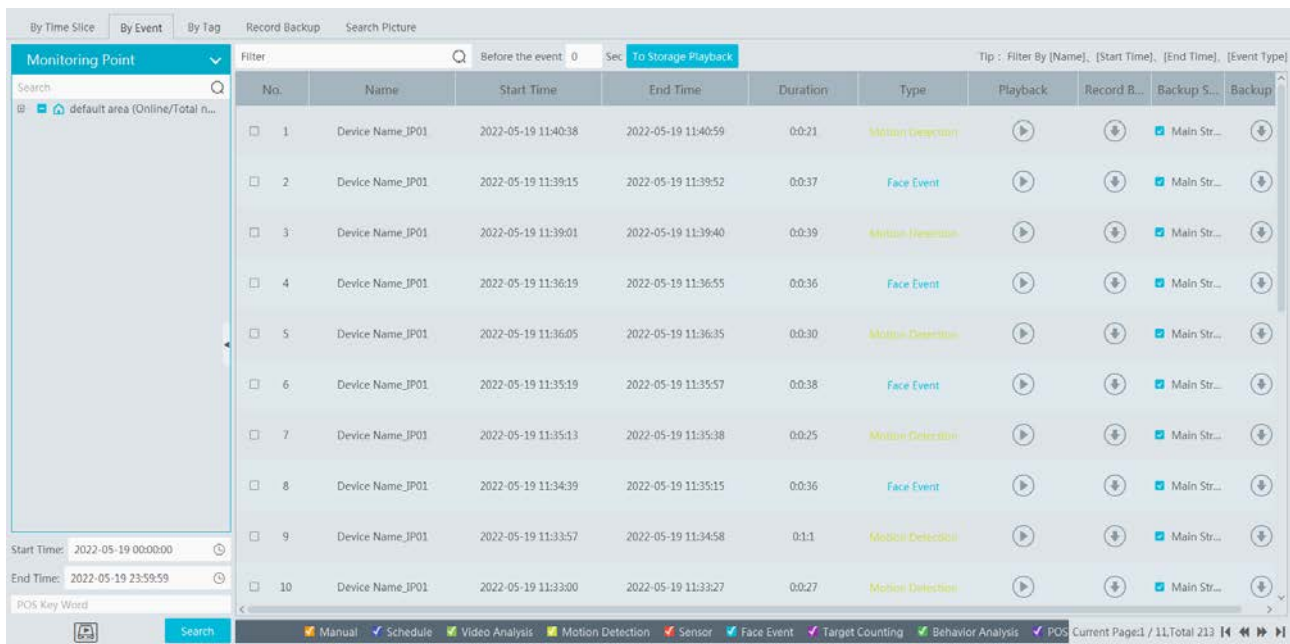 By Time Slice By Event By Tag Record Backup Search Picture
Monitoring Point
Search
default area (Online/Total n...
Filter Before the event 0 Sec To Storage Playback Tip : Filter By [Name], [Start Time], [End Time], [Event Type]
No. Name Start Time End Time Duration Type Playback Record B... Backup S... Backup
1 Device Name_IP01 2022-05-19 11:40:38 2022-05-19 11:40:59 0:0:21 Motion Detection Main Str...
2 Device Name_IP01 2022-05-19 11:39:15 2022-05-19 11:39:52 0:0:37 Face Event Main Str...
3 Device Name_IP01 2022-05-19 11:39:01 2022-05-19 11:39:40 0:0:39 Motion Detection Main Str...
4 Device Name_IP01 2022-05-19 11:36:19 2022-05-19 11:36:55 0:0:36 Face Event Main Str...
5 Device Name_IP01 2022-05-19 11:36:05 2022-05-19 11:36:35 0:0:30 Motion Detection Main Str...
6 Device Name_IP01 2022-05-19 11:35:19 2022-05-19 11:35:57 0:0:38 Face Event Main Str...
7 Device Name_IP01 2022-05-19 11:35:13 2022-05-19 11:35:38 0:0:25 Motion Detection Main Str...
8 Device Name_IP01 2022-05-19 11:34:39 2022-05-19 11:35:15 0:0:36 Face Event Main Str...
9 Device Name_IP01 2022-05-19 11:33:57 2022-05-19 11:34:58 0:1:1 Motion Detection Main Str...
10 Device Name_IP01 2022-05-19 11:33:00 2022-05-19 11:33:27 0:0:27 Motion Detection Main Str...
Start Time: 2022-05-19 00:00:00
End Time: 2022-05-19 23:59:59
POS Key Word
Search
Manual Schedule Video Analysis Motion Detection Sensor Face Event Target Counting Behavior Analysis POS Current Page:1 / 11,Total 213